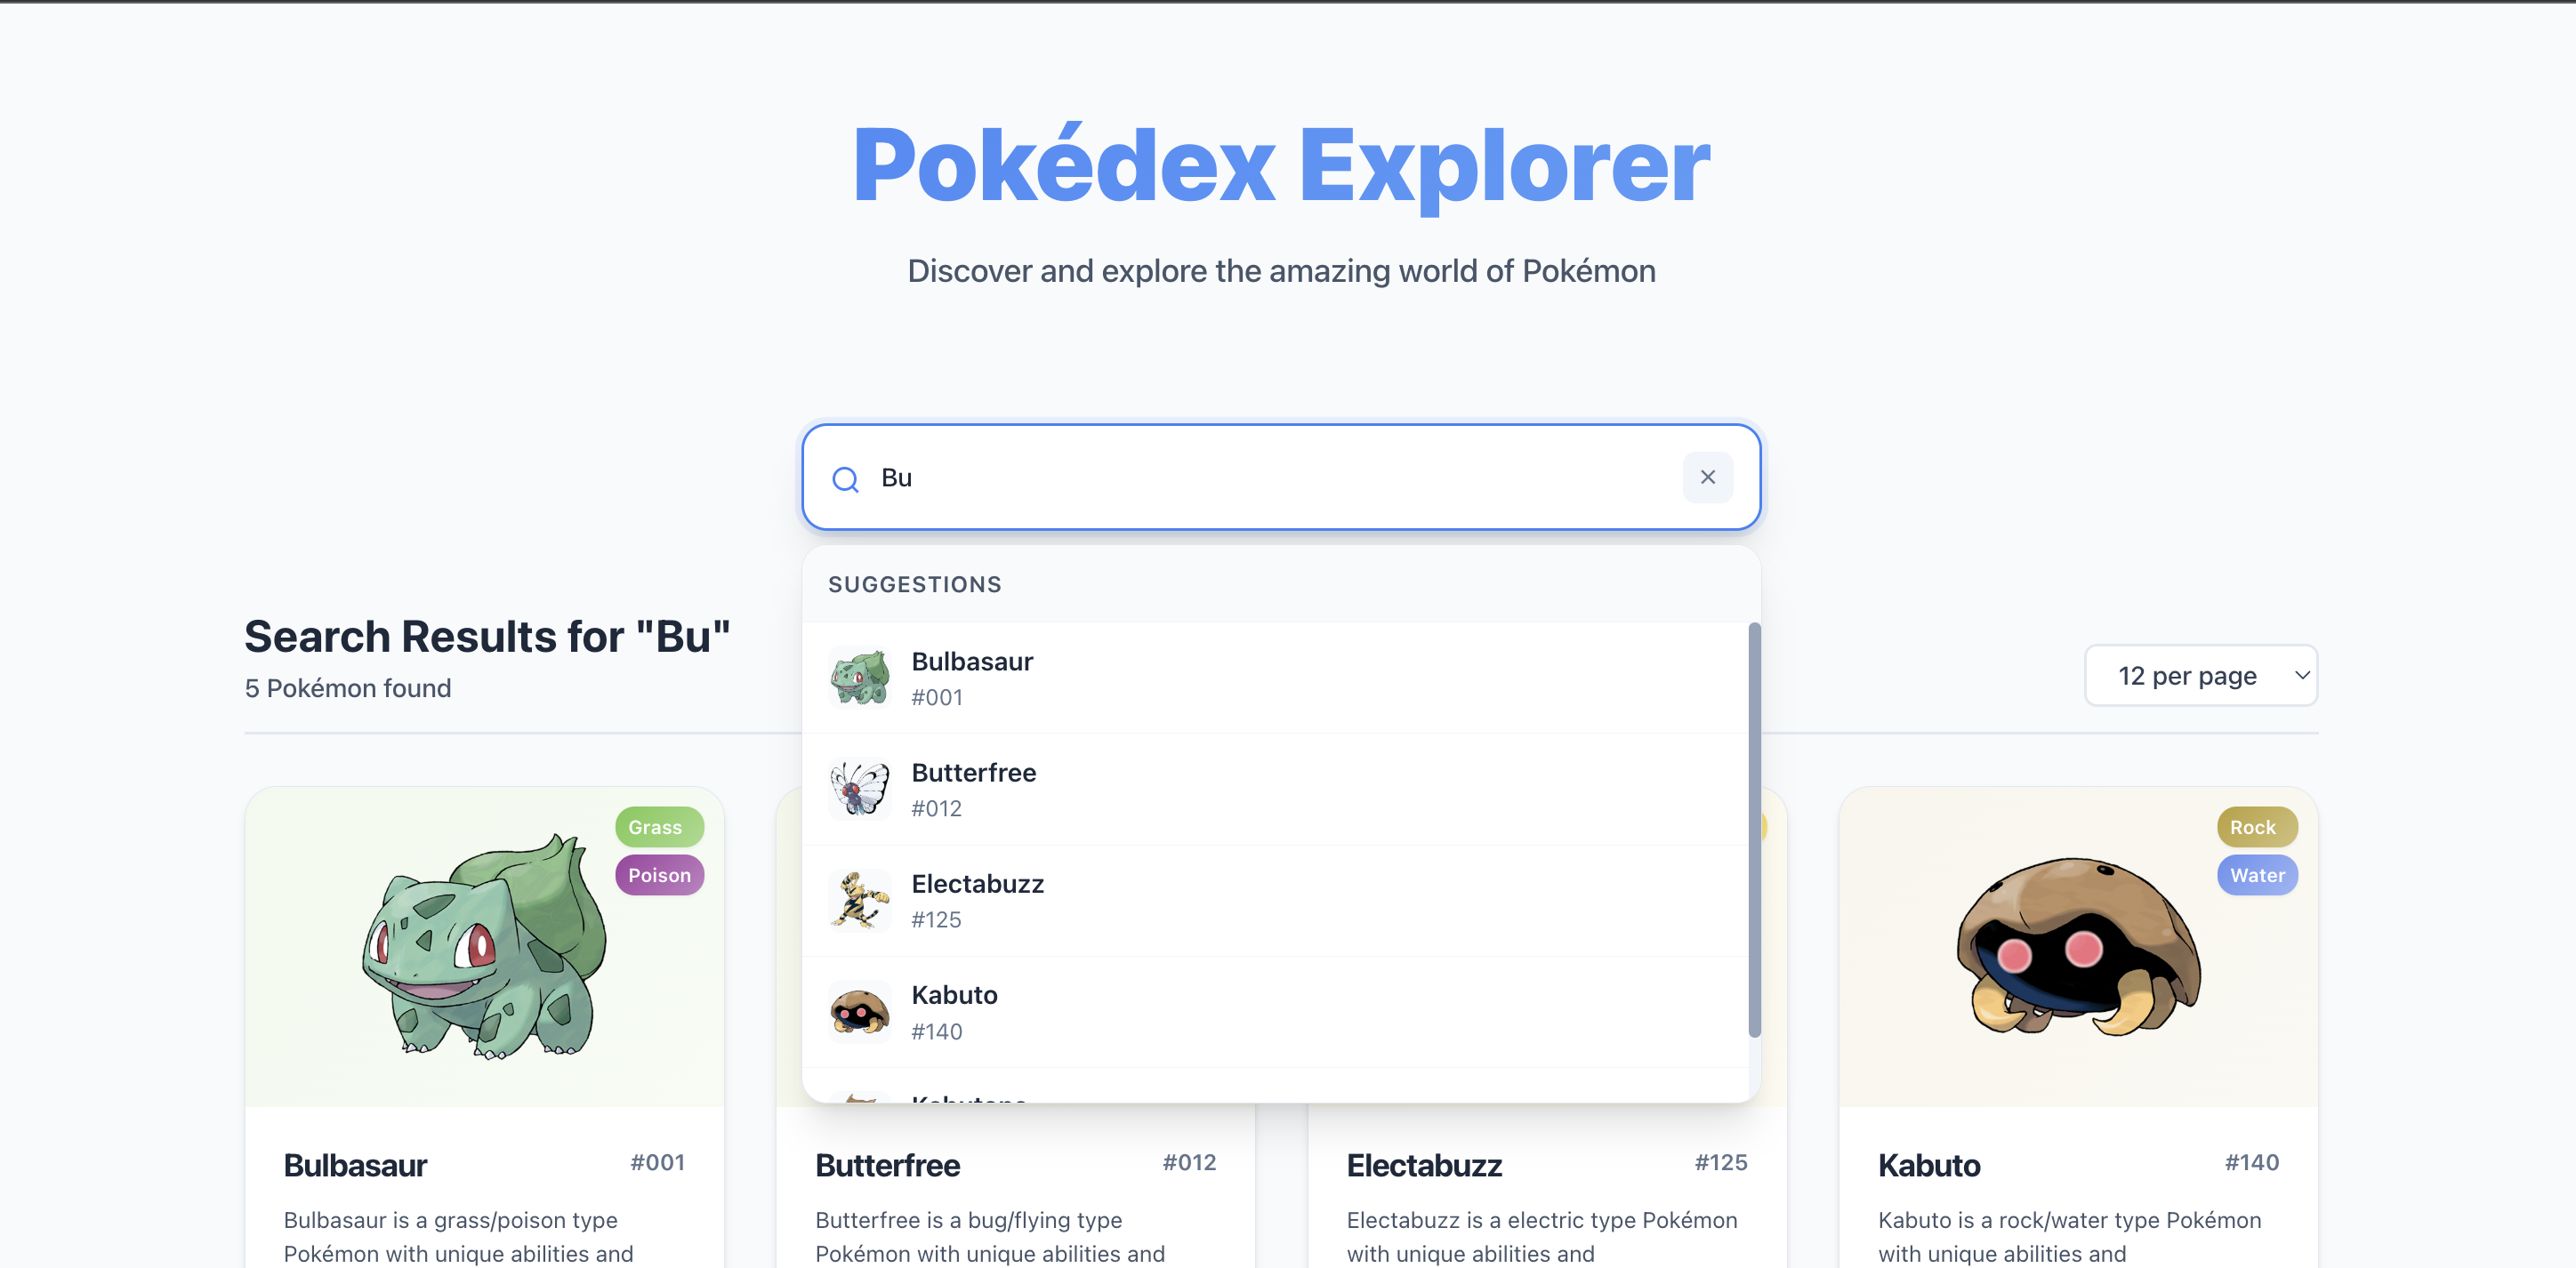 Pokédex Explorer
Discover and explore the amazing world of Pokémon
Bu
SUGGESTIONS
Bulbasaur
#001
Butterfree
#012
Electabuzz
#125
Kabuto
#140
Search Results for "Bu"
5 Pokémon found
12 per page
Grass
Poison
Bulbasaur #001
Bulbasaur is a grass/poison type
Pokémon with unique abilities and
Butterfree #012
Butterfree is a bug/flying type
Pokémon with unique abilities and
Electabuzz #125
Electabuzz is a electric type Pokémon
with unique abilities and
Rock
Water
Kabuto #140
Kabuto is a rock/water type Pokémon
with unique abilities and